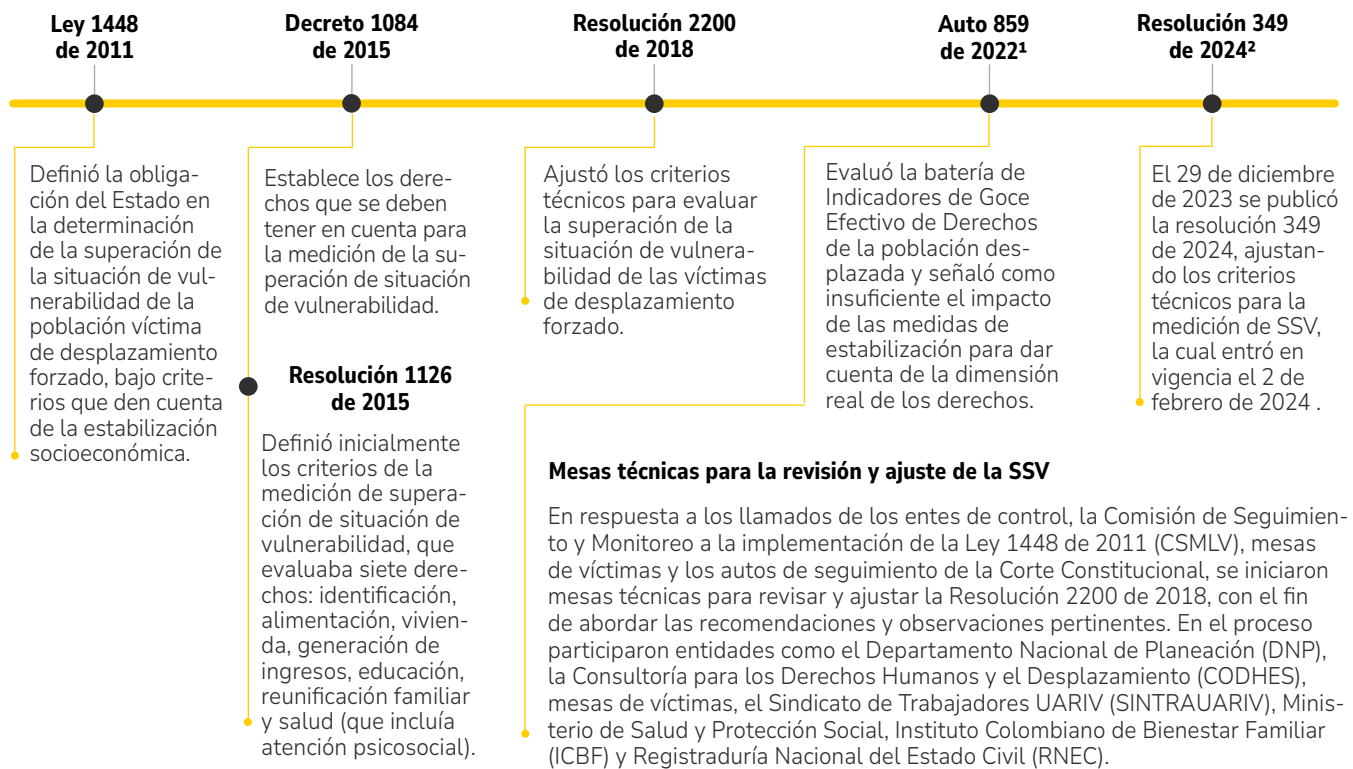 Ley 1448
de 2011
Definió la obliga-
ción del Estado en
la determinación
de la superación de
la situación de vul-
nerabilidad de la
población víctima
de desplazamiento
forzado, bajo crite-
rios que den cuenta
de la estabilización
socioeconómica.
Decreto 1084
de 2015
Establece los dere-
chos que se deben
tener en cuenta para
la medición de la su-
peración de situación
de vulnerabilidad.
Resolución 1126
de 2015
Definió inicialmente
los criterios de la
medición de supera-
ción de situación de
vulnerabilidad, que
evaluaba siete dere-
chos: identificación,
alimentación, vivien-
da, generación de
ingresos, educación,
reunificación familiar
y salud (que incluía
atención psicosocial).
Resolución 2200
de 2018
Ajustó los criterios
técnicos para evaluar
la superación de la
situación de vulnera-
bilidad de las víctimas
de desplazamiento
forzado.
Auto 859
de 2022¹
Evaluó la batería de
Indicadores de Goce
Efectivo de Derechos
de la población des-
plazada y señaló como
insuficiente el impacto
de las medidas de
estabilización para dar
cuenta de la dimensión
real de los derechos.
Mesas técnicas para la revisión y ajuste de la SSV
En respuesta a los llamados de los entes de control, la Comisión de Seguimien-
to y Monitoreo a la implementación de la Ley 1448 de 2011 (CSMLV), mesas
de víctimas y los autos de seguimiento de la Corte Constitucional, se iniciaron
mesas técnicas para revisar y ajustar la Resolución 2200 de 2018, con el fin
de abordar las recomendaciones y observaciones pertinentes. En el proceso
participaron entidades como el Departamento Nacional de Planeación (DNP),
la Consultoría para los Derechos Humanos y el Desplazamiento (CODHES),
mesas de víctimas, el Sindicato de Trabajadores UARIV (SINTRAUARIV), Minis-
terio de Salud y Protección Social, Instituto Colombiano de Bienestar Familiar
(ICBF) y Registraduría Nacional del Estado Civil (RNEC).
Resolución 349
de 2024²
El 29 de diciembre
de 2023 se publicó
la resolución 349
de 2024, ajustan-
do los criterios
técnicos para la
medición de SSV,
la cual entró en
vigencia el 2 de
febrero de 2024 .